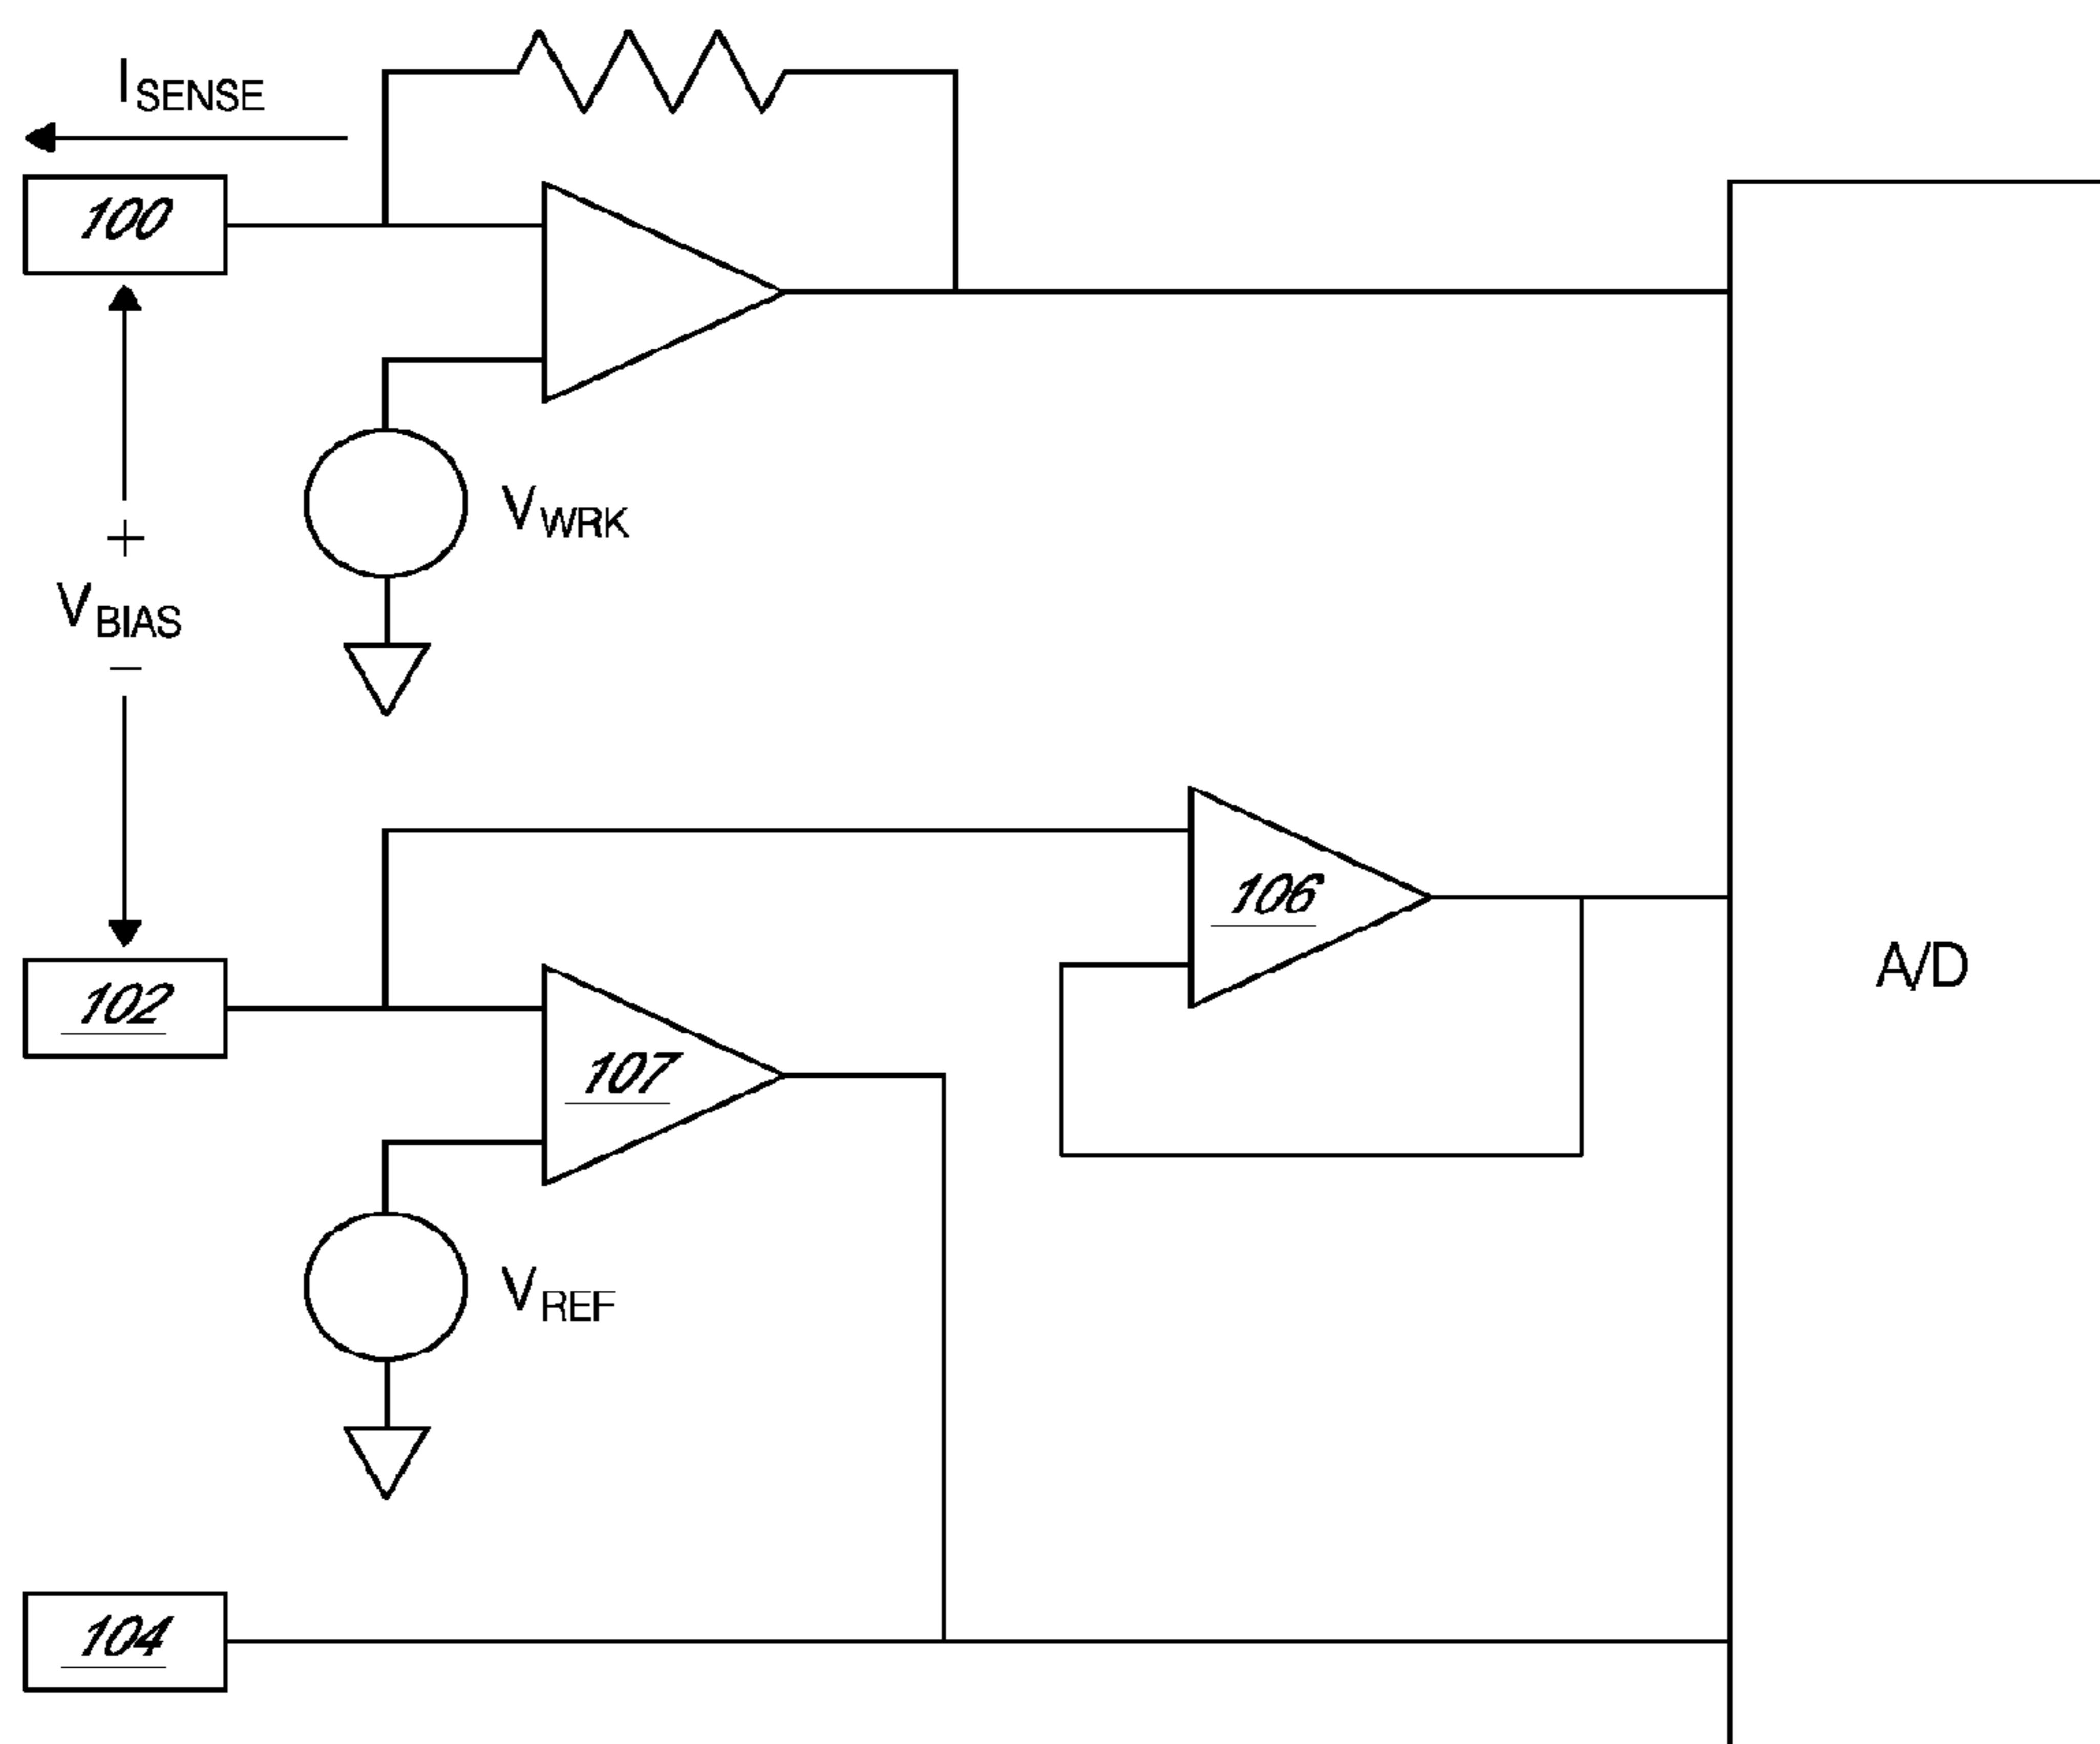 ISENSE
100
VWRK
+
VBIAS
–
106
A/D
102
107
VREF
104